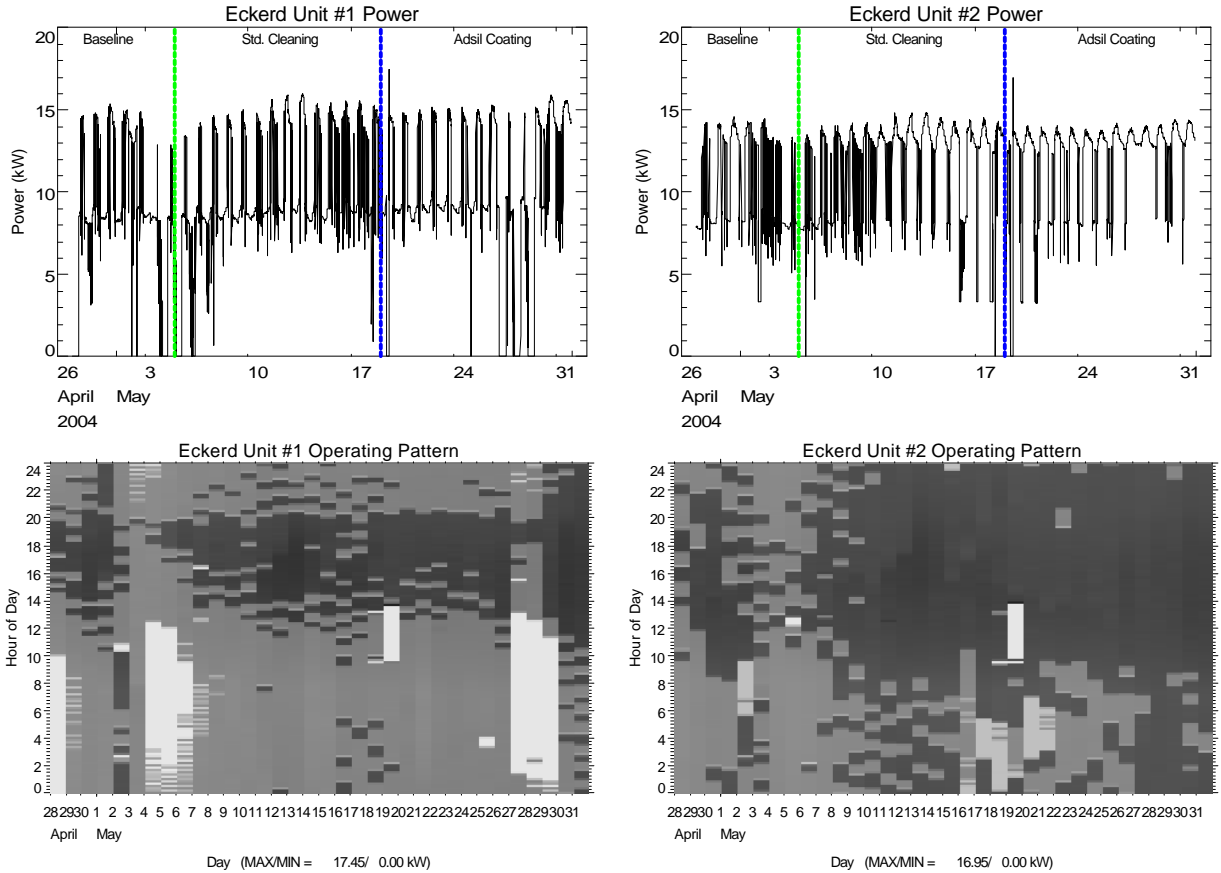 Eckerd Unit #1 Power
Eckerd Unit #2 Power
Baseline Std. Cleaning Adsil Coating
Baseline Std. Cleaning Adsil Coating
Power (kW)
20
15
10
5
0
26 3 10 17 24 31
April May
2004
Power (kW)
20
15
10
5
0
26 3 10 17 24 31
April May
2004
Eckerd Unit #1 Operating Pattern
Eckerd Unit #2 Operating Pattern
Hour of Day
24
22
20
18
16
14
12
10
8
6
4
2
0
28 29 30 1 2 3 4 5 6 7 8 9 10 11 12 13 14 15 16 17 18 19 20 21 22 23 24 25 26 27 28 29 30 31
April May
Day (MAX/MIN = 17.45/ 0.00 kW)
Hour of Day
24
22
20
18
16
14
12
10
8
6
4
2
0
28 29 30 1 2 3 4 5 6 7 8 9 10 11 12 13 14 15 16 17 18 19 20 21 22 23 24 25 26 27 28 29 30 31
April May
Day (MAX/MIN = 16.95/ 0.00 kW)